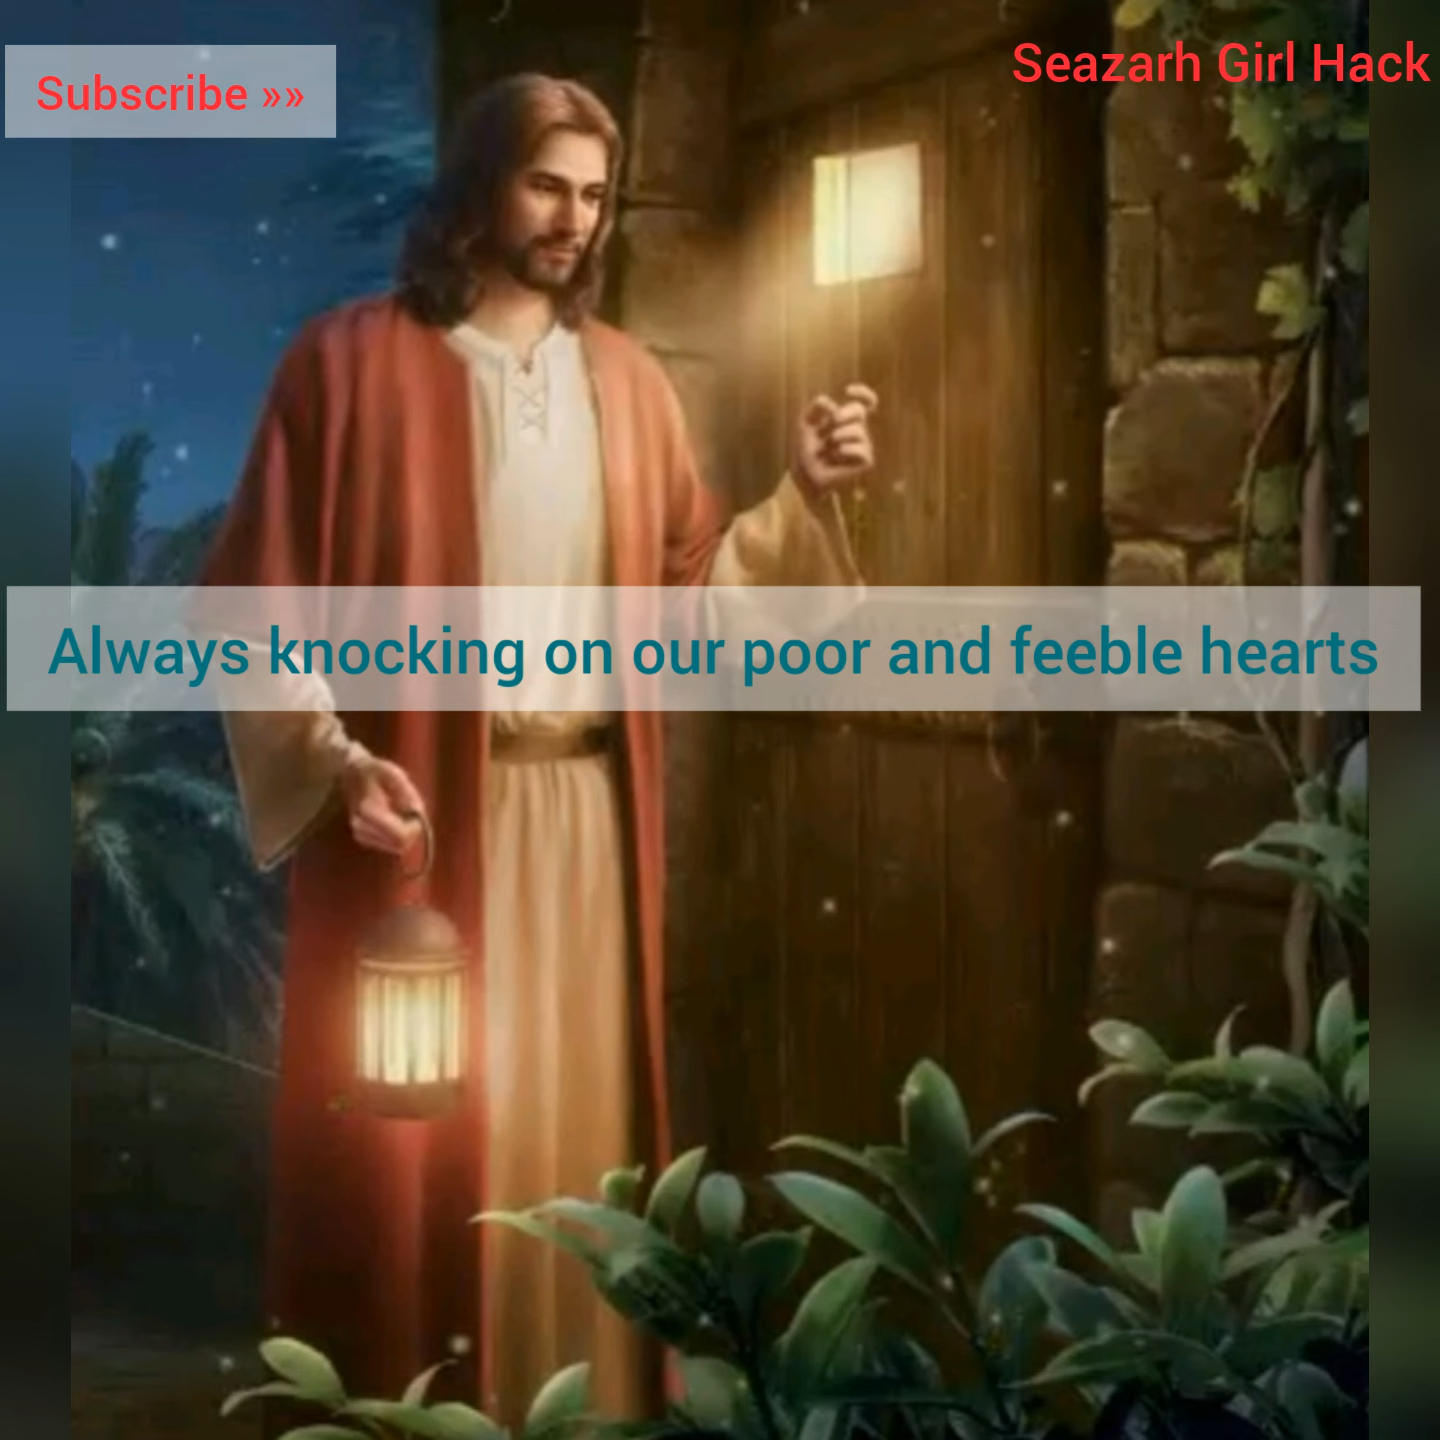 Subscribe »»
Seazarh Girl Hack
Always knocking on our poor and feeble hearts